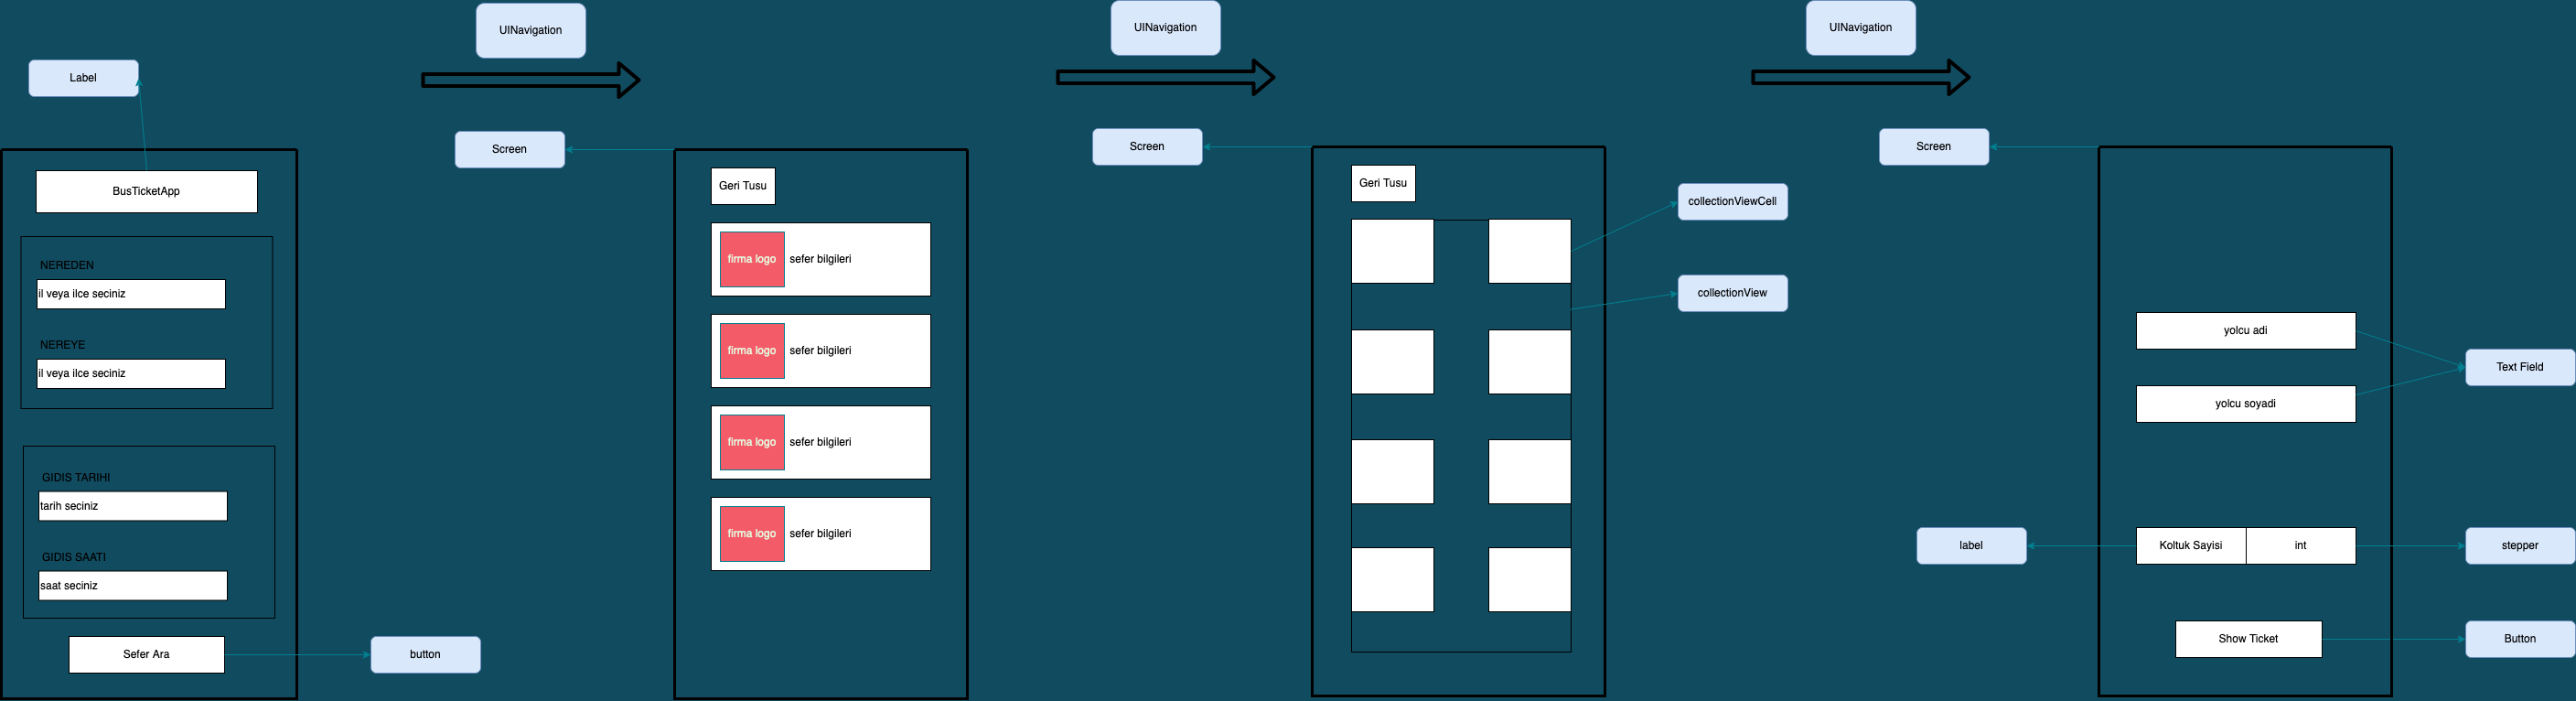 UINavigation
UINavigation
UINavigation
Label
BusTicketApp
NEREDEN
il veya ilce seciniz
NEREYE
il veya ilce seciniz
GIDIS TARIHI
tarih seciniz
GIDIS SAATI
saat seciniz
Sefer Ara
button
Screen
Geri Tusu
firma logo sefer bilgileri
firma logo sefer bilgileri
firma logo sefer bilgileri
firma logo sefer bilgileri
Screen
Geri Tusu
collectionViewCell
collectionView
Screen
yolcu adi
yolcu soyadi
Text Field
label
Koltuk Sayisi
int
stepper
Show Ticket
Button